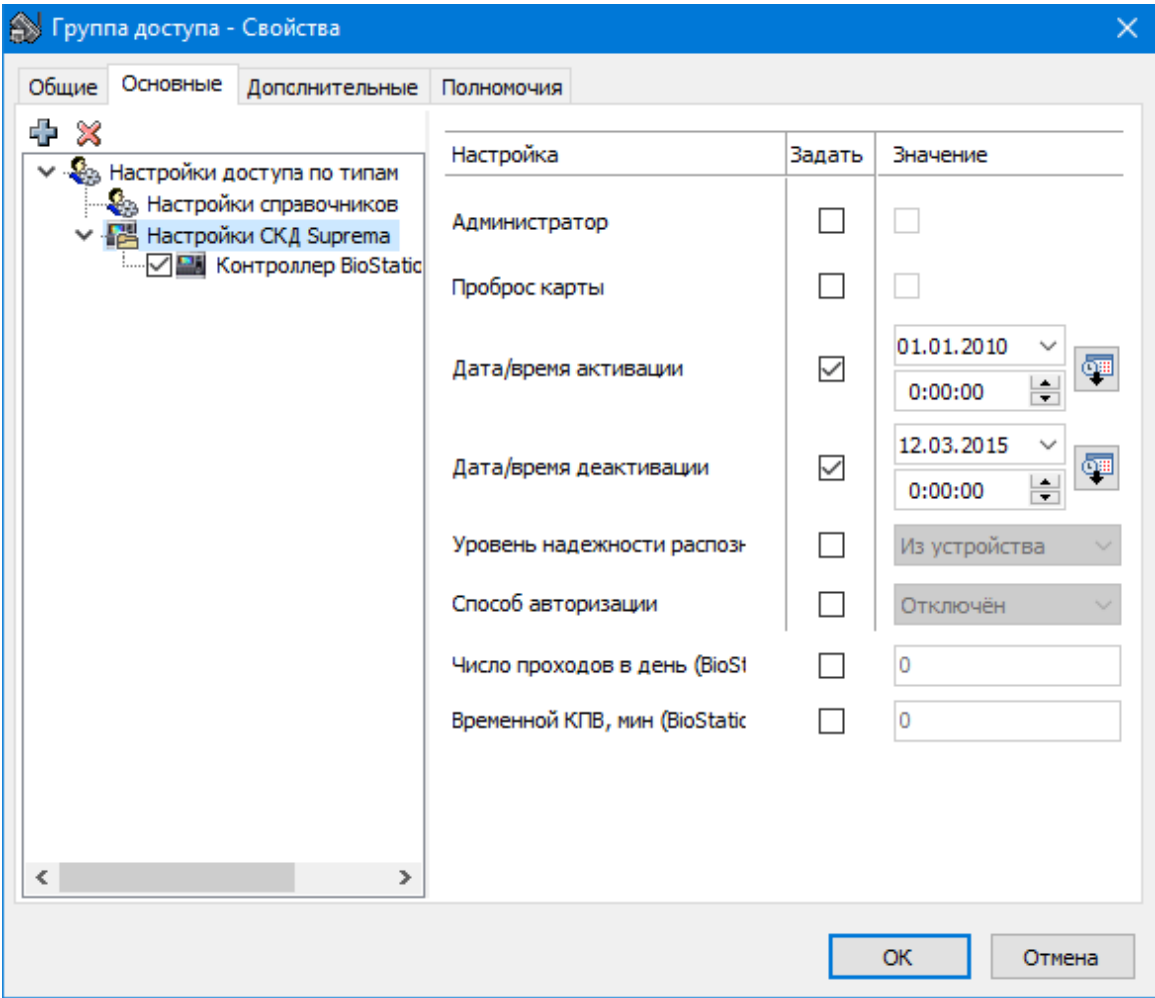 Группа доступа - Свойства
Общие Основные Допслнительные Полномочия
Настройки доступа по типам
Настройки справочников
Настройки СКД Suprema
Контроллер BioStatic
Настройка Задать Значение
Администратор
Проброс карты
Дата/время активации 01.01.2010
0:00:00
Дата/время деактивации 12.03.2015
0:00:00
Уровень надежности распозн Из устройства
Способ авторизации Отключён
Число проходов в день (BioSt 0
Временной КПВ, мин (BioStatic 0
ОК Отмена